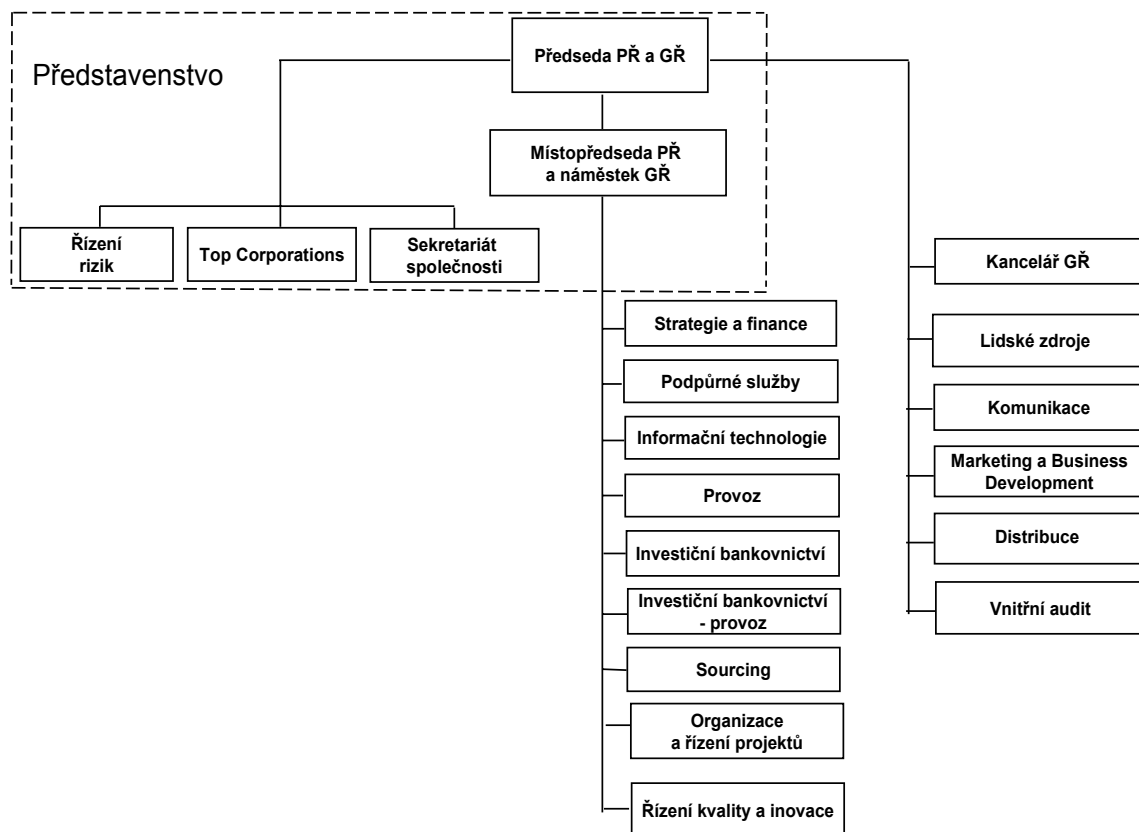 Představenstvo
Předseda PŘ a GŘ
Místopředseda PŘ
a náměstek GŘ
Řízení
rizik
Top Corporations
Sekretariát
společnosti
Strategie a finance
Podpůrné služby
Informační technologie
Provoz
Investiční bankovnictví
Investiční bankovnictví
- provoz
Sourcing
Organizace
a řízení projektů
Řízení kvality a inovace
Kancelář GŘ
Lidské zdroje
Komunikace
Marketing a Business
Development
Distribuce
Vnitřní audit